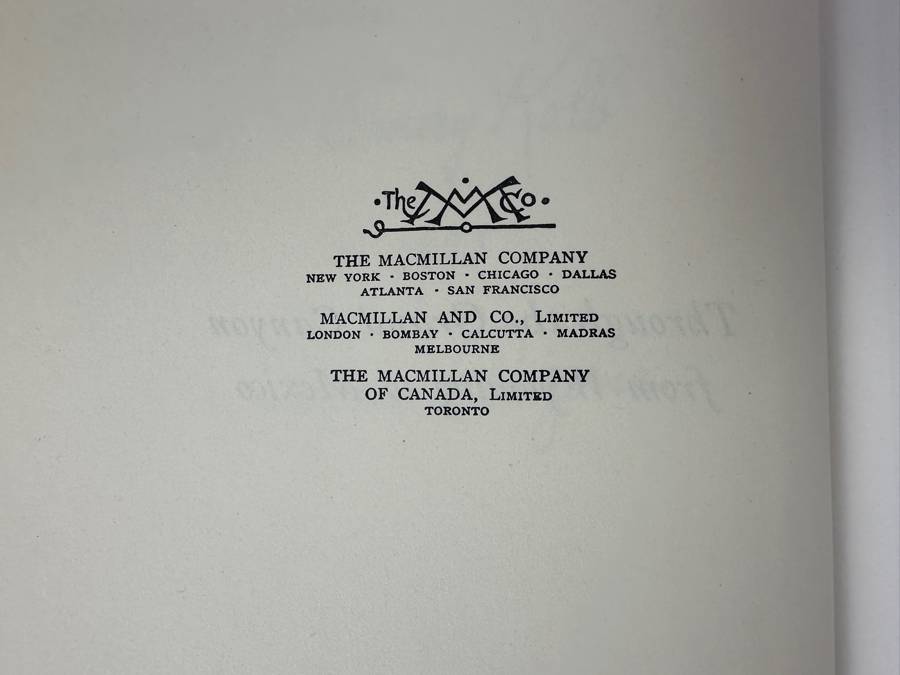 ·The M Co·
THE MACMILLAN COMPANY
NEW YORK · BOSTON · CHICAGO · DALLAS
ATLANTA · SAN FRANCISCO
MACMILLAN AND CO., LIMITED
LONDON · BOMBAY · CALCUTTA · MADRAS
MELBOURNE
THE MACMILLAN COMPANY
OF CANADA, LIMITED
TORONTO